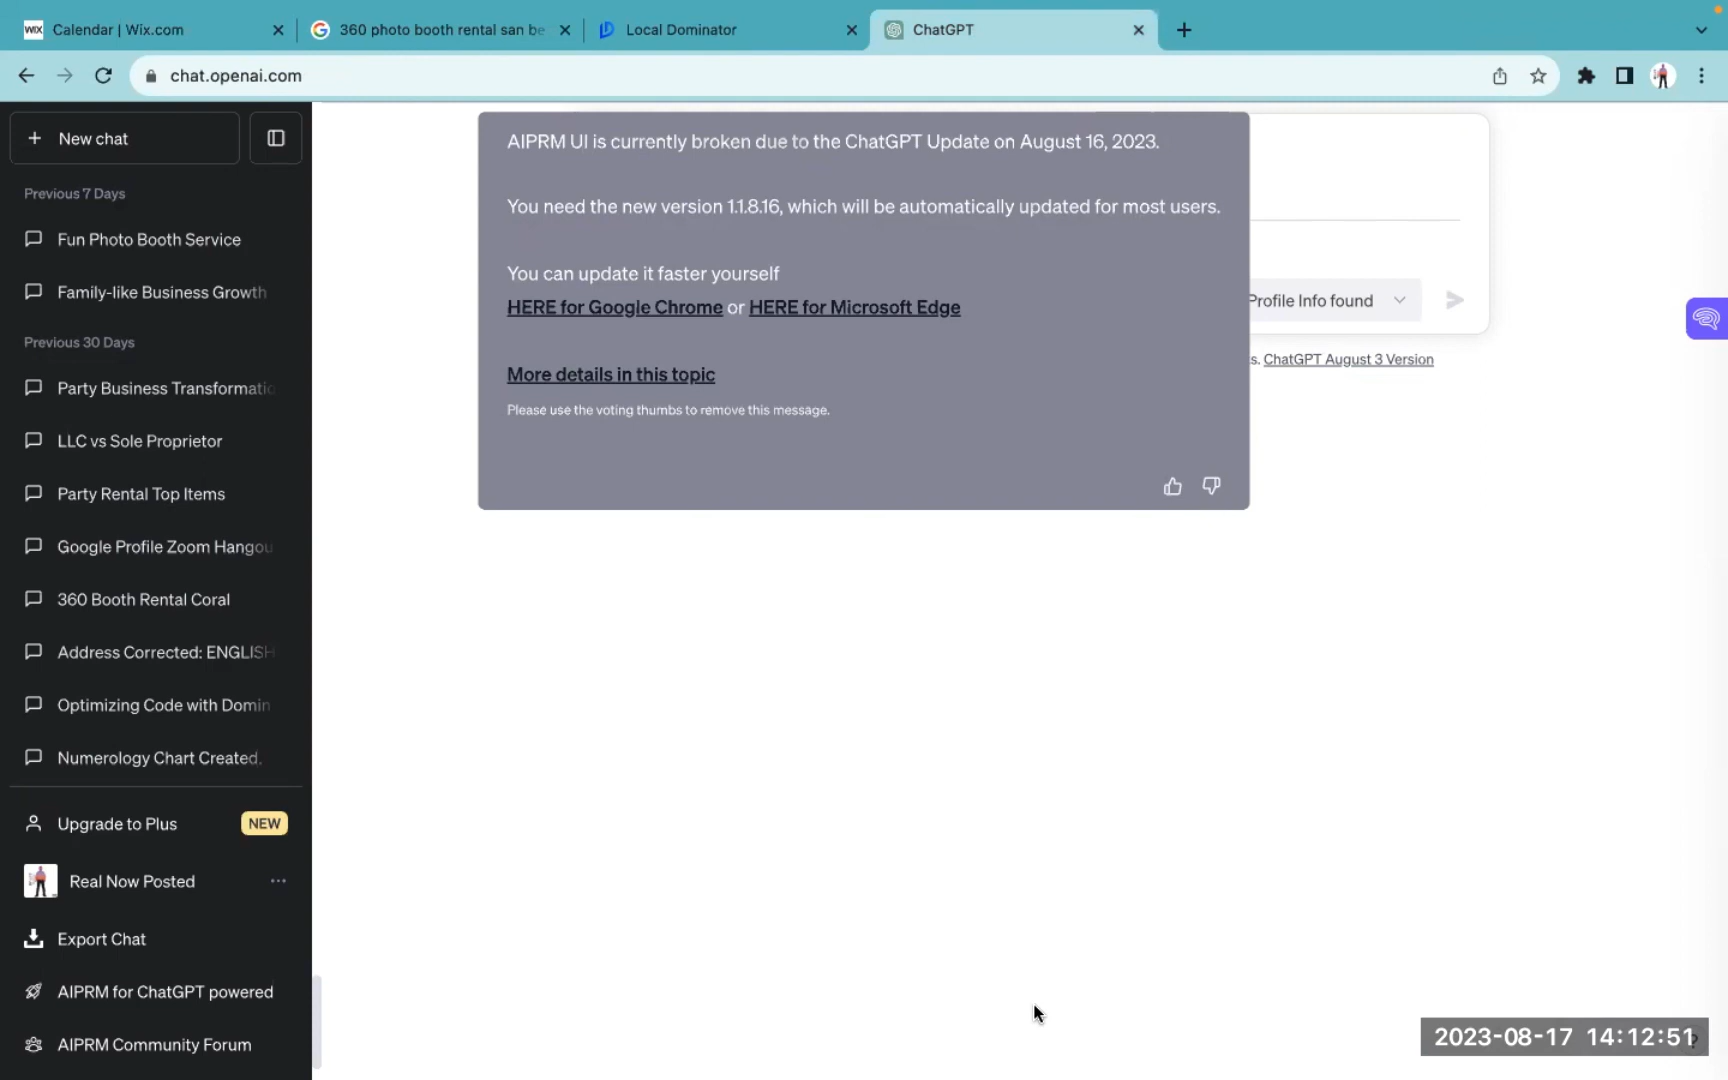 WIX Calendar | Wix.com
360 photo booth rental san be
Local Dominator
ChatGPT
chat.openai.com
New chat
Previous 7 Days
Fun Photo Booth Service
Family-like Business Growth
Previous 30 Days
Party Business Transformatio
LLC vs Sole Proprietor
Party Rental Top Items
Google Profile Zoom Hangou
360 Booth Rental Coral
Address Corrected: ENGLISH
Optimizing Code with Domin
Numerology Chart Created.
Upgrade to Plus NEW
Real Now Posted
Export Chat
AIPRM for ChatGPT powered
AIPRM Community Forum
AIPRM UI is currently broken due to the ChatGPT Update on August 16, 2023.
You need the new version 1.1.8.16, which will be automatically updated for most users.
You can update it faster yourself
HERE for Google Chrome or HERE for Microsoft Edge
More details in this topic
Please use the voting thumbs to remove this message.
Profile Info found
s. ChatGPT August 3 Version
2023-08-17 14:12:51
?